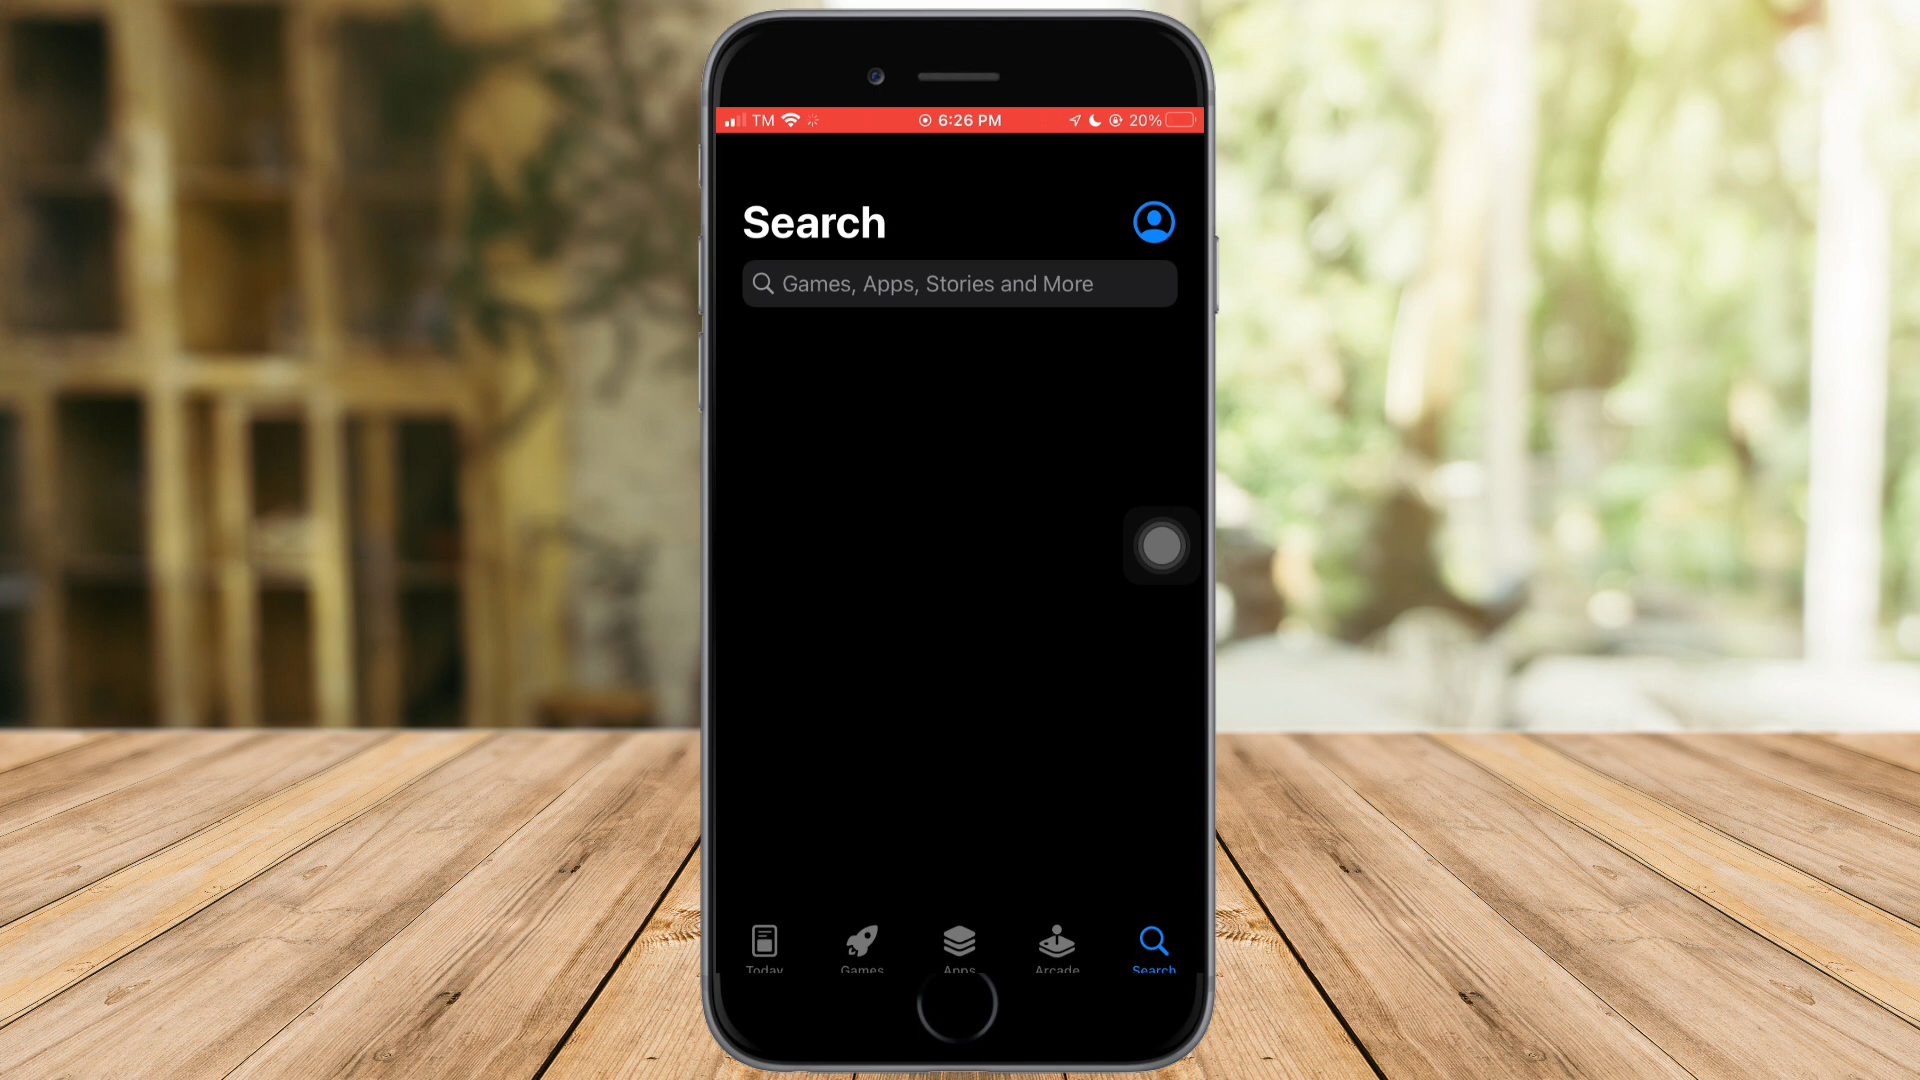 TM 6:26 PM 20%
Search
Games, Apps, Stories and More
Today Games Apps Arcade Search